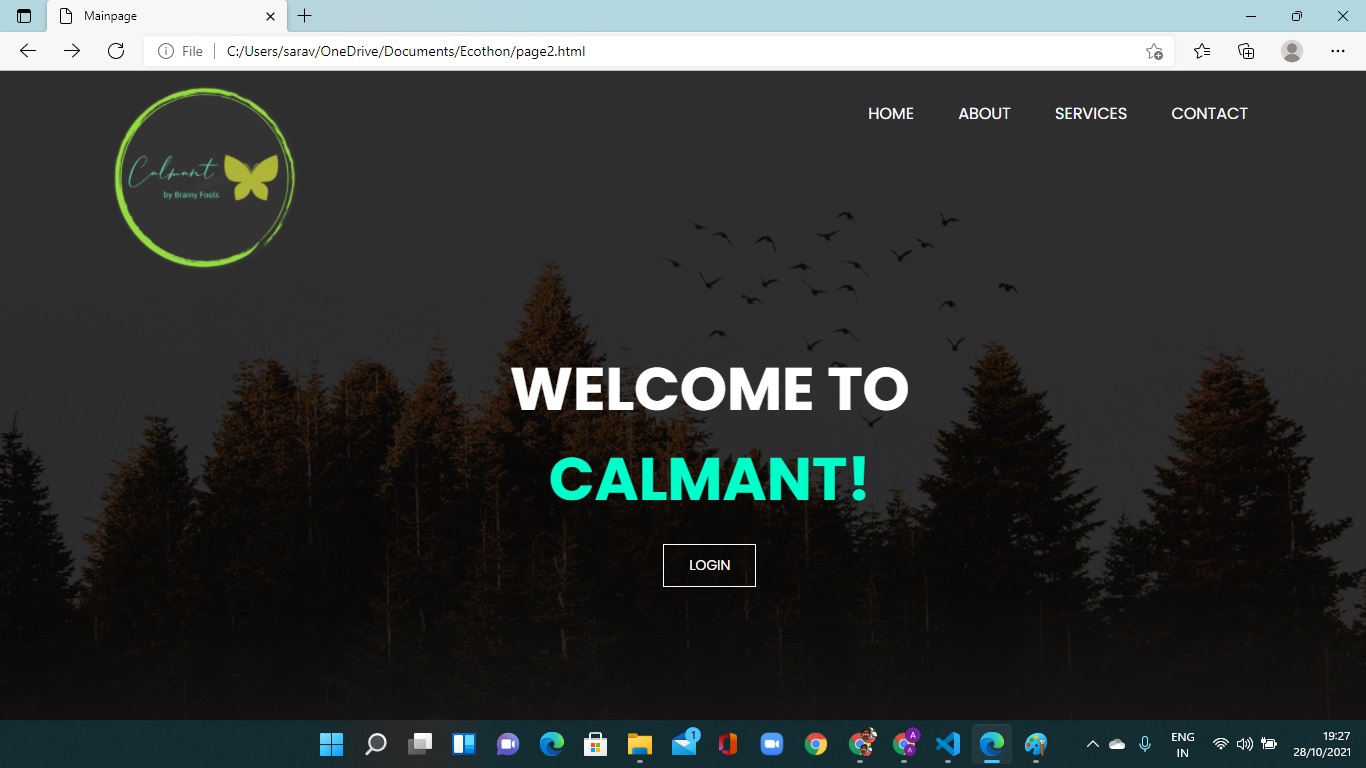 Mainpage
File
C:/Users/sarav/OneDrive/Documents/Ecothon/page2.html
HOME ABOUT SERVICES CONTACT
Calmant
by Brainy Fools
WELCOME TO
CALMANT!
LOGIN
1
A
A
ENG
IN
19:27
28/10/2021